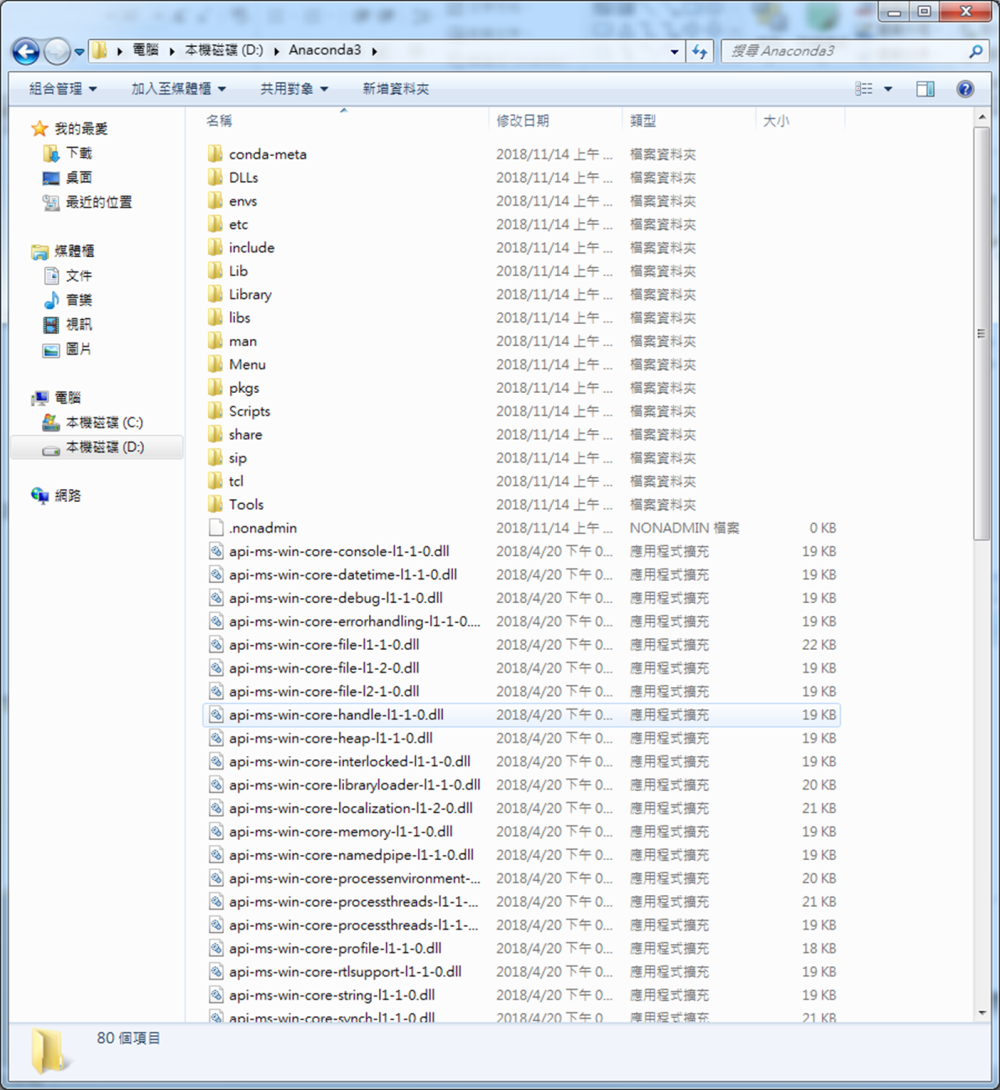 電腦 本機磁碟 (D:) Anaconda3 搜尋 Anaconda3
組合管理 加入至媒體櫃 共用對象 新增資料夾
我的最愛
下載
桌面
最近的位置
媒體櫃
文件
音樂
視訊
圖片
電腦
本機磁碟 (C:)
本機磁碟 (D:)
網路
名稱 修改日期 類型 大小
conda-meta 2018/11/14 上午 ... 檔案資料夾
DLLs 2018/11/14 上午 ... 檔案資料夾
envs 2018/11/14 上午 ... 檔案資料夾
etc 2018/11/14 上午 ... 檔案資料夾
include 2018/11/14 上午 ... 檔案資料夾
Lib 2018/11/14 上午 ... 檔案資料夾
Library 2018/11/14 上午 ... 檔案資料夾
libs 2018/11/14 上午 ... 檔案資料夾
man 2018/11/14 上午 ... 檔案資料夾
Menu 2018/11/14 上午 ... 檔案資料夾
pkgs 2018/11/14 上午 ... 檔案資料夾
Scripts 2018/11/14 上午 ... 檔案資料夾
share 2018/11/14 上午 ... 檔案資料夾
sip 2018/11/14 上午 ... 檔案資料夾
tcl 2018/11/14 上午 ... 檔案資料夾
Tools 2018/11/14 上午 ... 檔案資料夾
.nonadmin 2018/11/14 上午 ... NONADMIN 檔案 0 KB
api-ms-win-core-console-l1-1-0.dll 2018/4/20 下午 0... 應用程式擴充 19 KB
api-ms-win-core-datetime-l1-1-0.dll 2018/4/20 下午 0... 應用程式擴充 19 KB
api-ms-win-core-debug-l1-1-0.dll 2018/4/20 下午 0... 應用程式擴充 19 KB
api-ms-win-core-errorhandling-l1-1-0.... 2018/4/20 下午 0... 應用程式擴充 19 KB
api-ms-win-core-file-l1-1-0.dll 2018/4/20 下午 0... 應用程式擴充 22 KB
api-ms-win-core-file-l1-2-0.dll 2018/4/20 下午 0... 應用程式擴充 19 KB
api-ms-win-core-file-l2-1-0.dll 2018/4/20 下午 0... 應用程式擴充 19 KB
api-ms-win-core-handle-l1-1-0.dll 2018/4/20 下午 0... 應用程式擴充 19 KB
api-ms-win-core-heap-l1-1-0.dll 2018/4/20 下午 0... 應用程式擴充 19 KB
api-ms-win-core-interlocked-l1-1-0.dll 2018/4/20 下午 0... 應用程式擴充 19 KB
api-ms-win-core-libraryloader-l1-1-0.dll 2018/4/20 下午 0... 應用程式擴充 20 KB
api-ms-win-core-localization-l1-2-0.dll 2018/4/20 下午 0... 應用程式擴充 21 KB
api-ms-win-core-memory-l1-1-0.dll 2018/4/20 下午 0... 應用程式擴充 19 KB
api-ms-win-core-namedpipe-l1-1-0.dll 2018/4/20 下午 0... 應用程式擴充 19 KB
api-ms-win-core-processenvironment-... 2018/4/20 下午 0... 應用程式擴充 20 KB
api-ms-win-core-processthreads-l1-1-... 2018/4/20 下午 0... 應用程式擴充 21 KB
api-ms-win-core-processthreads-l1-1-... 2018/4/20 下午 0... 應用程式擴充 19 KB
api-ms-win-core-profile-l1-1-0.dll 2018/4/20 下午 0... 應用程式擴充 18 KB
api-ms-win-core-rtlsupport-l1-1-0.dll 2018/4/20 下午 0... 應用程式擴充 19 KB
api-ms-win-core-string-l1-1-0.dll 2018/4/20 下午 0... 應用程式擴充 19 KB
api-ms-win-core-synch-l1-1-0.dll 2018/4/20 下午 0... 應用程式擴充 21 KB
80 個項目